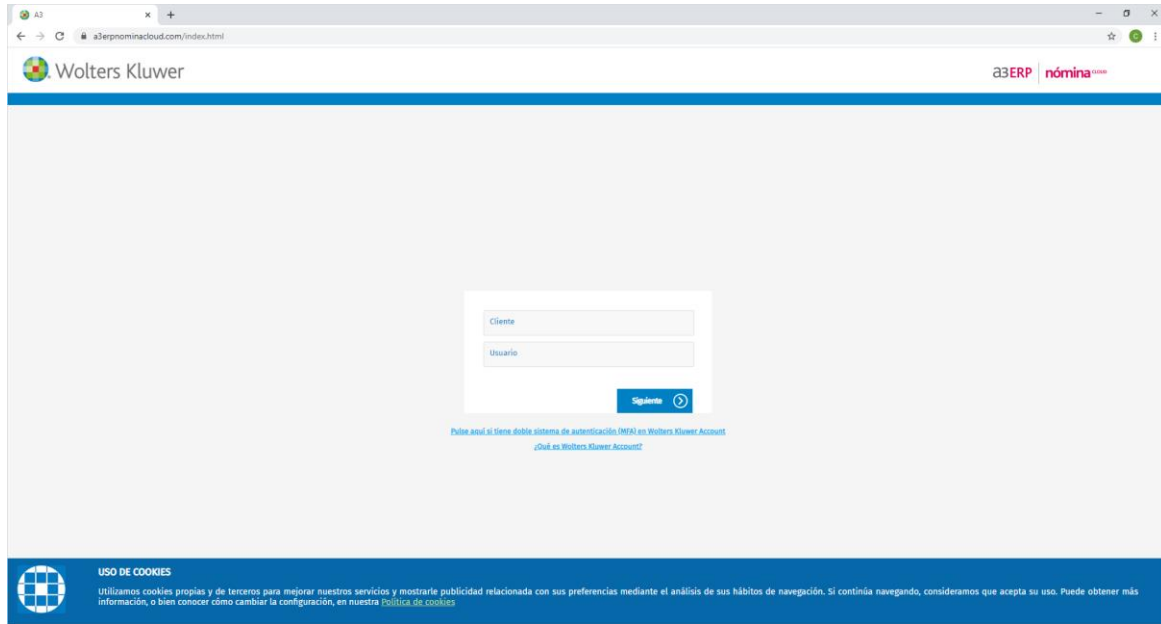 A3
a3erpnominacloud.com/index.html
C
Wolters Kluwer
a3ERP nómina CLOUD
Cliente
Usuario
Siguiente
Pulse aquí si tiene doble sistema de autenticación (MFA) en Wolters Kluwer Account
¿Qué es Wolters Kluwer Account?
USO DE COOKIES
Utilizamos cookies propias y de terceros para mejorar nuestros servicios y mostrarle publicidad relacionada con sus preferencias mediante el análisis de sus hábitos de navegación. Si continúa navegando, consideramos que acepta su uso. Puede obtener más
información, o bien conocer cómo cambiar la configuración, en nuestra Política de cookies